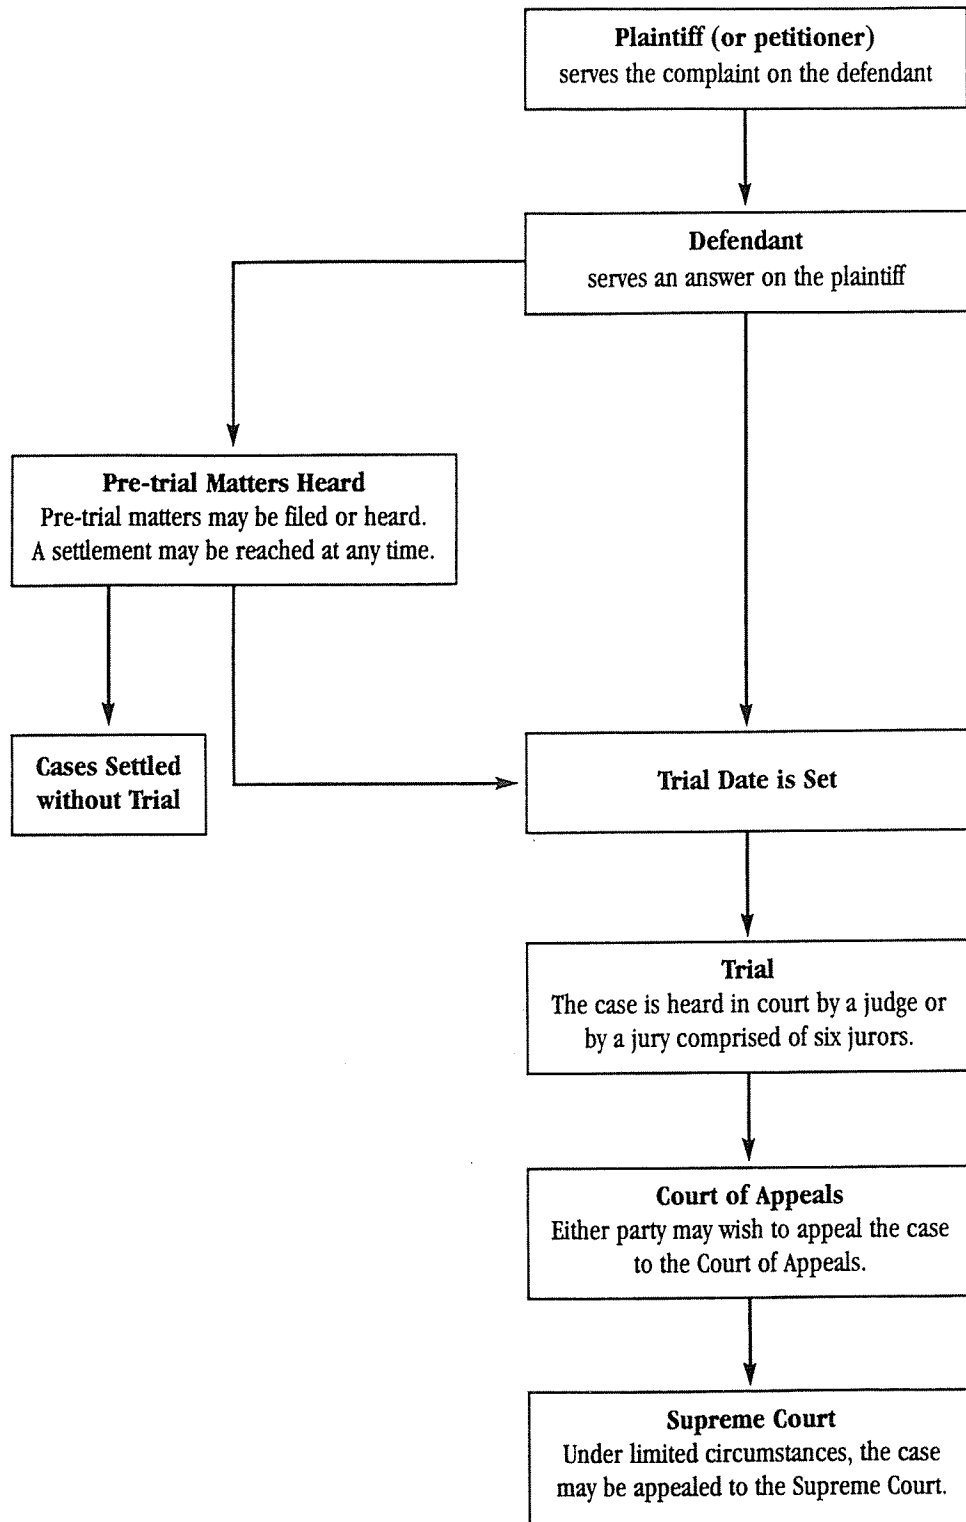 Plaintiff (or petitioner)
serves the complaint on the defendant
Defendant
serves an answer on the plaintiff
Pre-trial Matters Heard
Pre-trial matters may be filed or heard.
A settlement may be reached at any time.
Cases Settled
without Trial
Trial Date is Set
Trial
The case is heard in court by a judge or
by a jury comprised of six jurors.
Court of Appeals
Either party may wish to appeal the case
to the Court of Appeals.
Supreme Court
Under limited circumstances, the case
may be appealed to the Supreme Court.